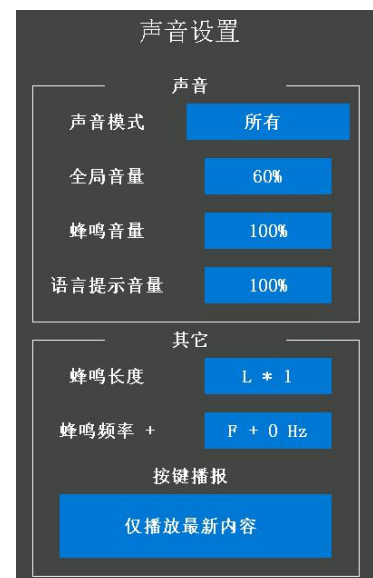 声音设置
声音
声音模式 所有
全局音量 60%
蜂鸣音量 100%
语言提示音量 100%
其它
蜂鸣长度 L * 1
蜂鸣频率 + F + 0 Hz
按键播报
仅播放最新内容